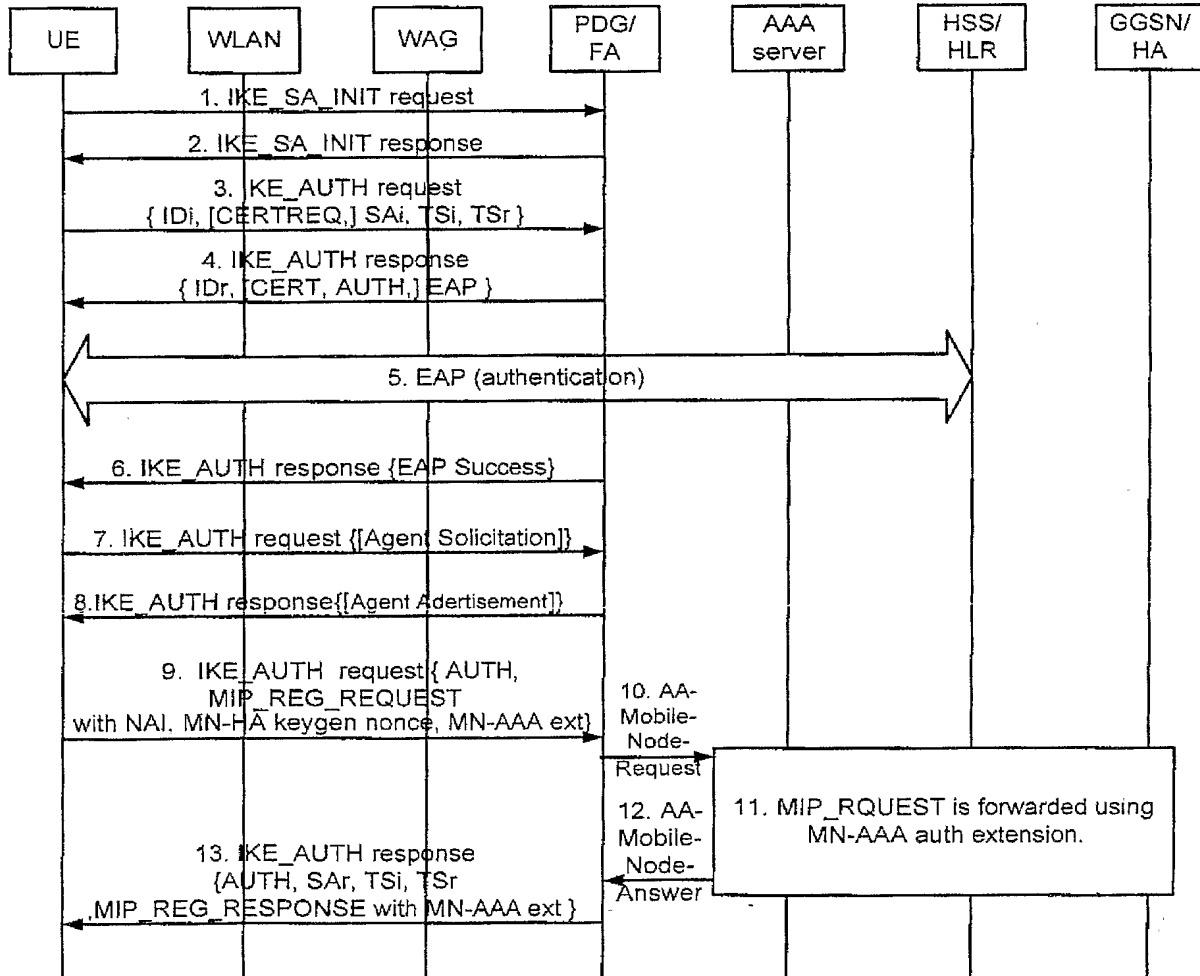 UE
WLAN
WAG
PDG/
FA
AAA
server
HSS/
HLR
GGSN/
HA
1. IKE_SA_INIT request
2. IKE_SA_INIT response
3. IKE_AUTH request
{ IDi, [CERTREQ,] SAi, TSi, TSr }
4. IKE_AUTH response
{ IDr, [CERT, AUTH,] EAP }
5. EAP (authentication)
6. IKE_AUTH response {EAP Success}
7. IKE_AUTH request {[Agent Solicitation]}
8.IKE_AUTH response{[Agent Adertisement]}
9. IKE_AUTH request { AUTH,
MIP_REG_REQUEST
with NAI, MN-HA keygen nonce, MN-AAA ext}
10. AA-
Mobile-
Node-
Request
11. MIP_RQUEST is forwarded using
MN-AAA auth extension.
12. AA-
Mobile-
Node-
Answer
13. IKE_AUTH response
{AUTH, SAr, TSi, TSr
,MIP_REG_RESPONSE with MN-AAA ext }